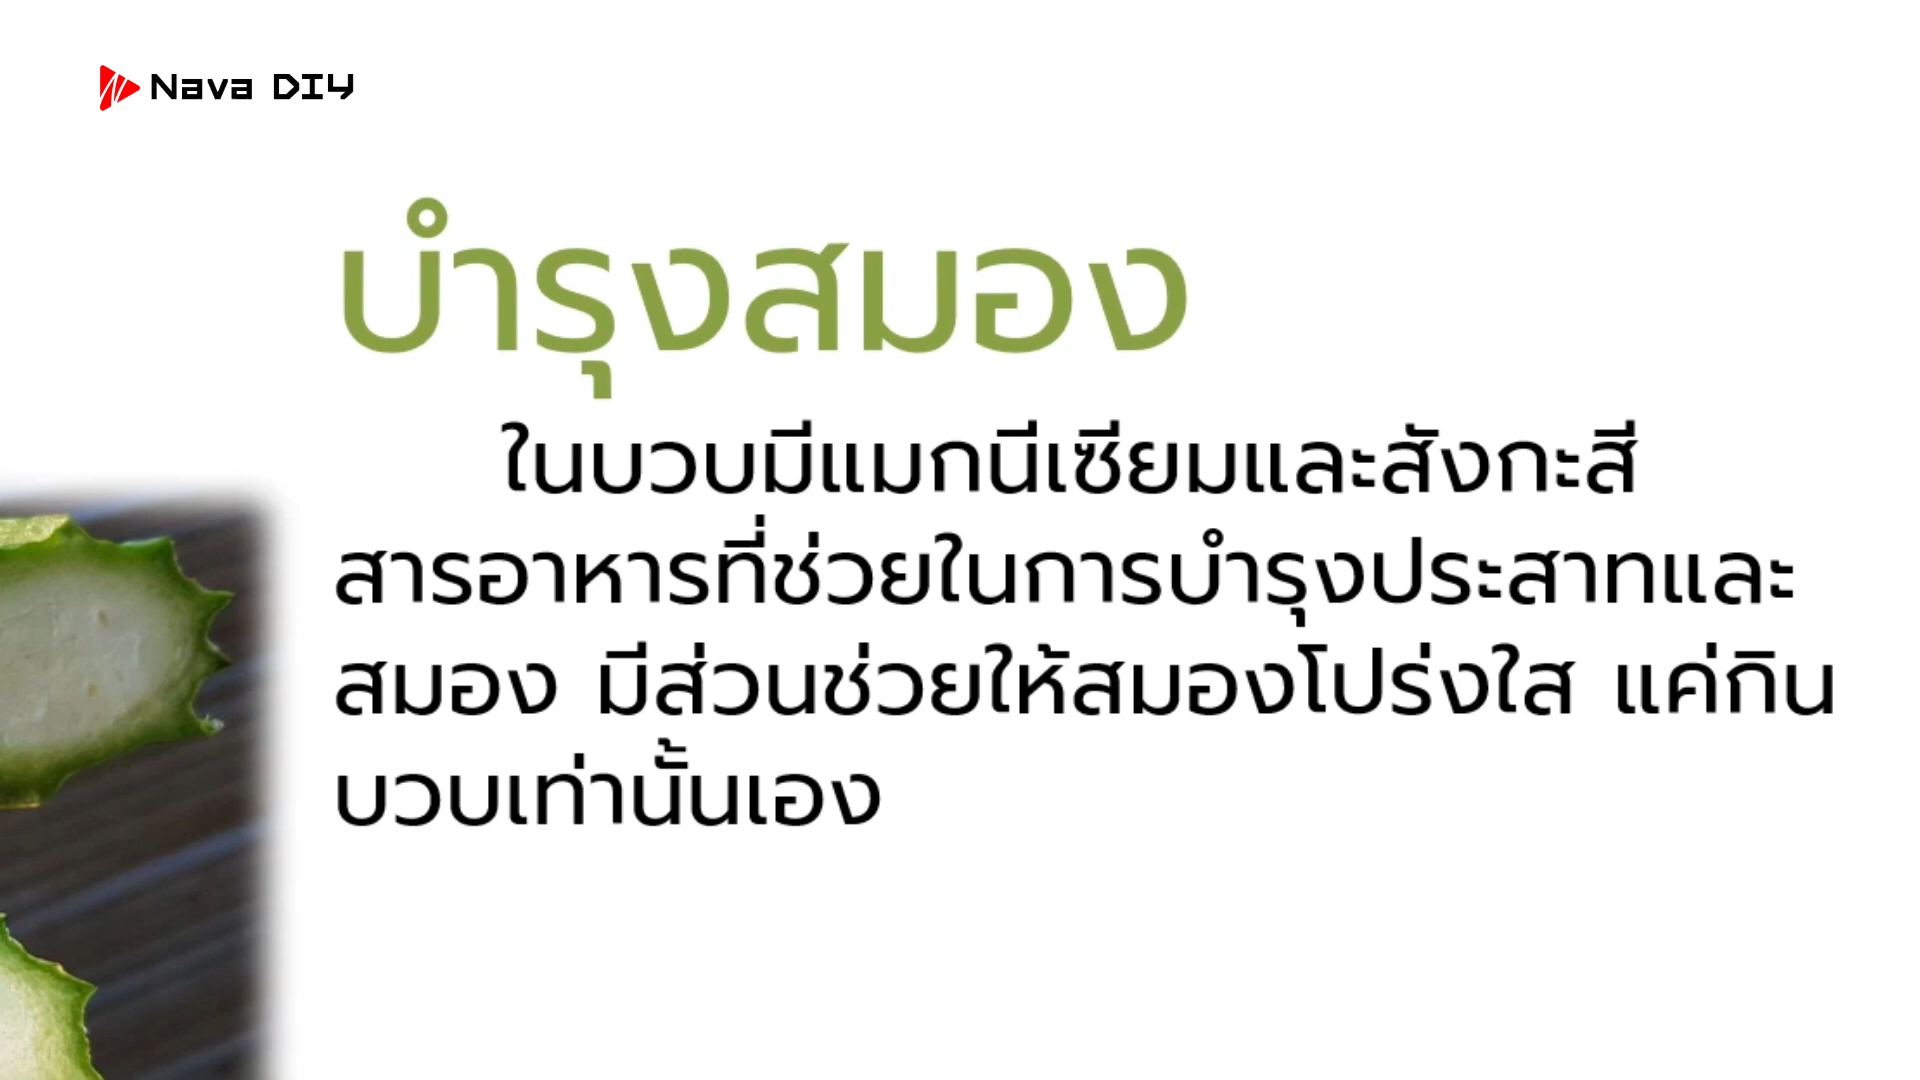 Nava DIY
บำรุงสมอง
ในบวบมีแมกนีเซียมและสังกะสี
สารอาหารที่ช่วยในการบำรุงประสาทและ
สมอง มีส่วนช่วยให้สมองโปร่งใส แค่กิน
บวบเท่านั้นเอง